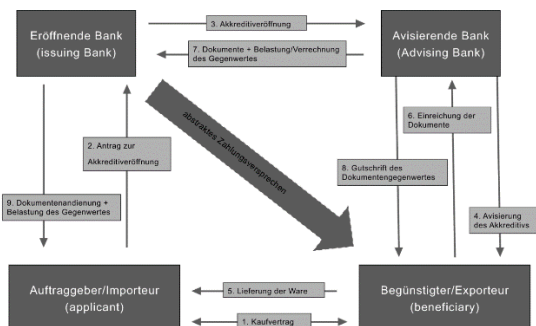 3. Akkreditiveröffnung
Eröffnende Bank
(issuing Bank)
Avisierende Bank
(Advising Bank)
7. Dokumente + Belastung/Verrechnung
des Gegenwertes
abstraktes Zahlungsversprechen
6. Einreichung der
Dokumente
2. Antrag zur
Akkreditiveröffnung
8. Gutschrift des
Dokumentengegenwertes
9. Dokumentenandienung +
Belastung des Gegenwertes
4. Avisierung
des Akkreditivs
Auftraggeber/Importeur
(applicant)
5. Lieferung der Ware
Begünstigter/Exporteur
(beneficiary)
1. Kaufvertrag